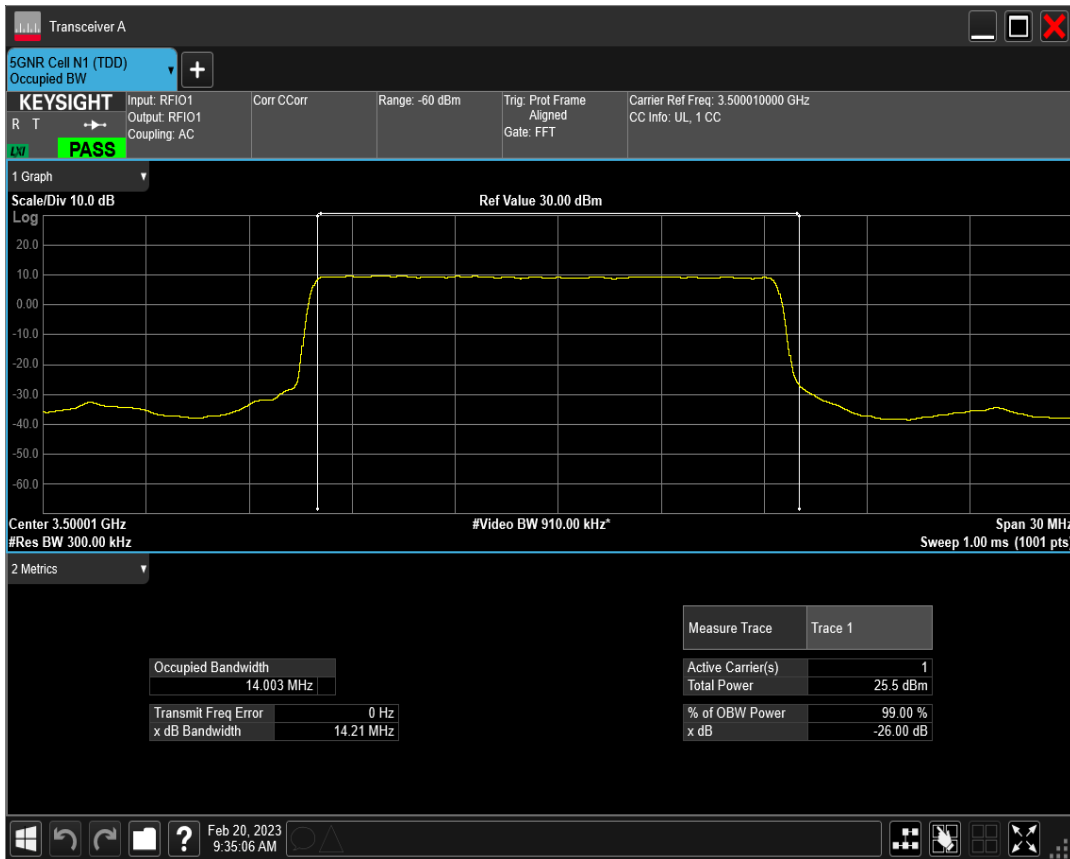 Transceiver A
5GNR Cell N1 (TDD)
Occupied BW
KEYSIGHT
R T
LXI
PASS
Input: RFIO1
Output: RFIO1
Coupling: AC
Corr CCorr
Range: -60 dBm
Trig: Prot Frame
Aligned
Gate: FFT
Carrier Ref Freq: 3.500010000 GHz
CC Info: UL, 1 CC
1 Graph
Scale/Div 10.0 dB
Ref Value 30.00 dBm
Log
20.0
10.0
0.00
-10.0
-20.0
-30.0
-40.0
-50.0
-60.0
Center 3.50001 GHz
#Video BW 910.00 kHz*
Span 30 MHz
#Res BW 300.00 kHz
Sweep 1.00 ms (1001 pts)
2 Metrics
Measure Trace Trace 1
Occupied Bandwidth
14.003 MHz
Active Carrier(s) 1
Total Power 25.5 dBm
Transmit Freq Error 0 Hz
x dB Bandwidth 14.21 MHz
% of OBW Power 99.00 %
x dB -26.00 dB
?
Feb 20, 2023
9:35:06 AM